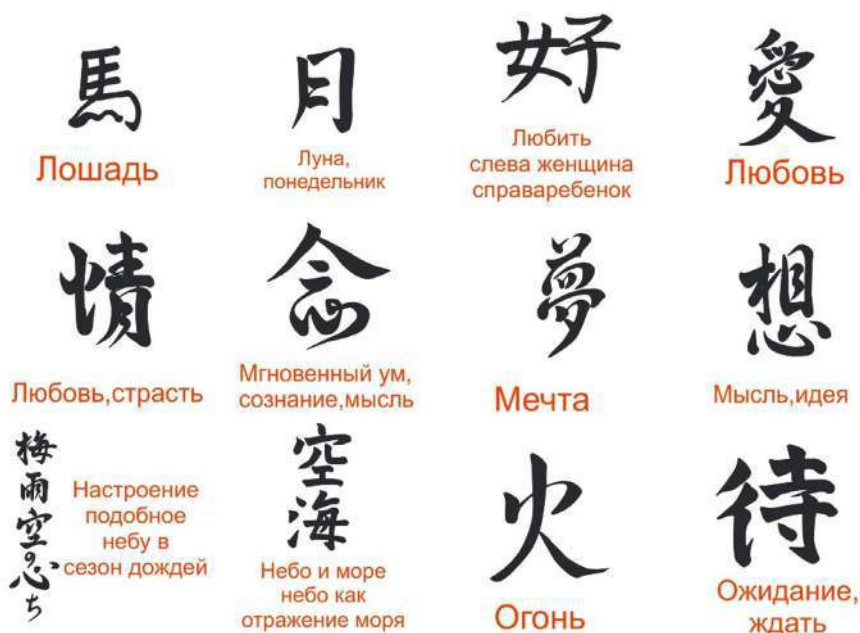 馬
Лошадь
月
Луна,
понедельник
好
Любить
слева женщина
справаребенок
愛
Любовь
情
Любовь,страсть
念
Мгновенный ум,
сознание,мысль
夢
Мечта
想
Мысль,идея
梅雨空の心ち
Настроение
подобное
небу в
сезон дождей
空海
Небо и море
небо как
отражение моря
火
Огонь
待
Ожидание,
ждать